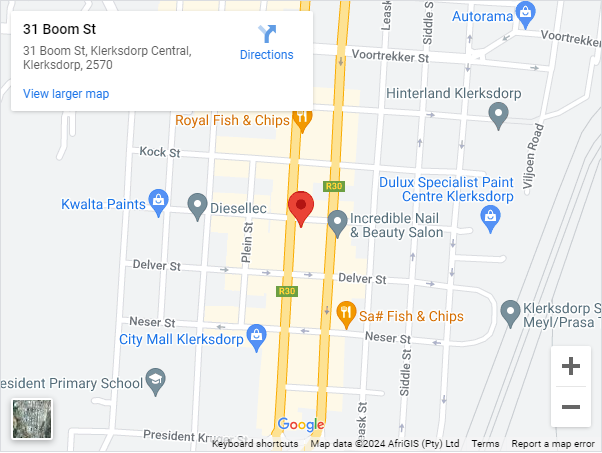 31 Boom St
31 Boom St, Klerksdorp Central,
Klerksdorp, 2570
Directions
View larger map
Autorama
Siddle St
Voortrekker St
Voortrekker
Hinterland Klerksdorp
Royal Fish & Chips
Viljoen Road
Kock St
R30
Dulux Specialist Paint
Centre Klerksdorp
Kwalta Paints
Diesellec
Plein St
Incredible Nail
& Beauty Salon
Delver St
Delver St
R30
Klerksdorp S
Meyl/Prasa T
Sa# Fish & Chips
Neser St
Neser St
City Mall Klerksdorp
Siddle St
President Primary School
Leask St
President Kruger St
Google
Keyboard shortcuts
Map data ©2024 AfriGIS (Pty) Ltd
Terms
Report a map error